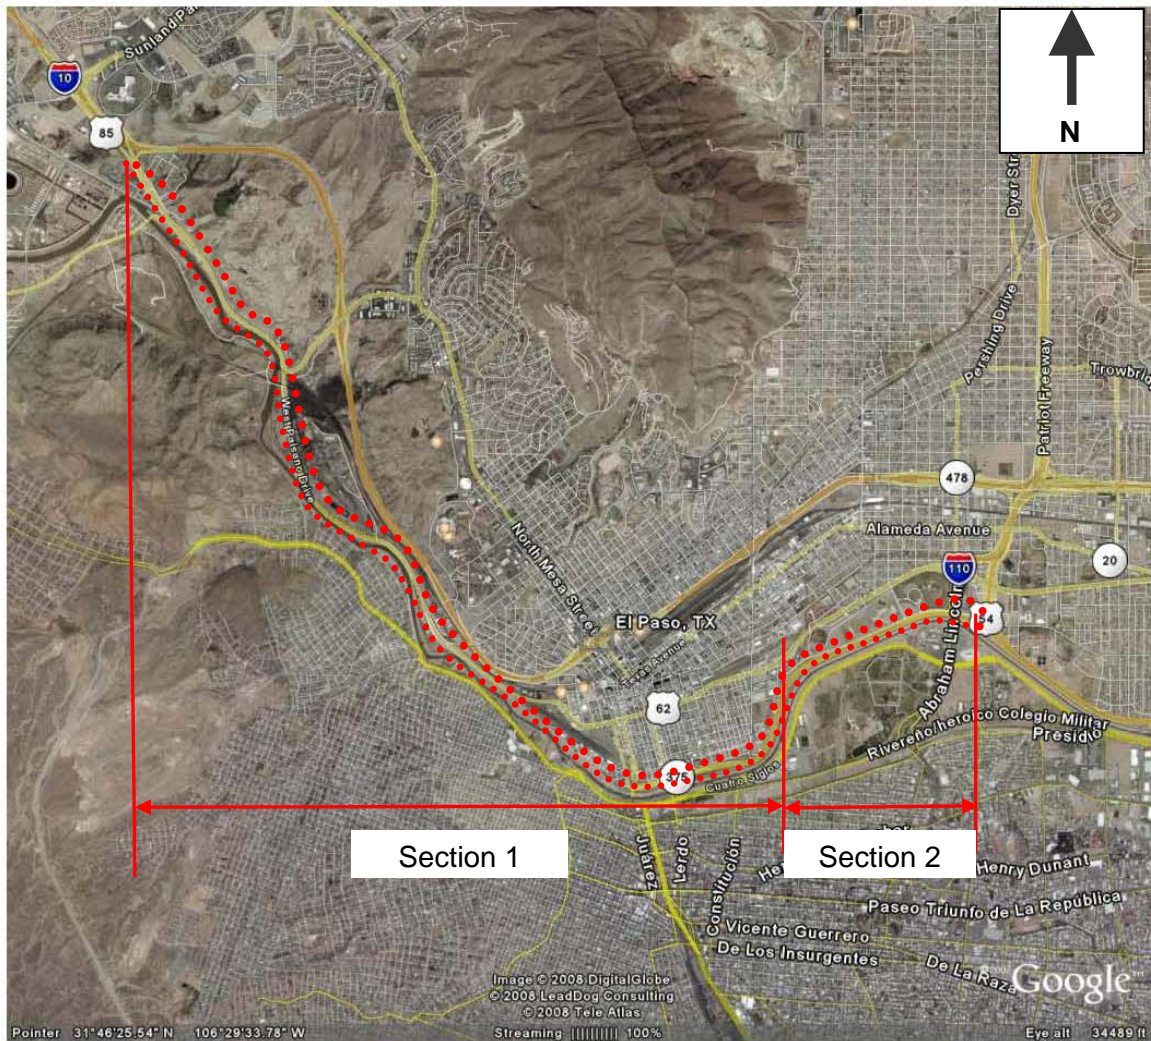 Sunland Pa
10
85
N
Dyer Str
Pershing Drive
Patriot Freeway
Trowbrid
West Paisano Drive
478
Alameda Avenue
20
North Mesa Street
110
El Paso, TX
54
Texas Avenue
Abraham Lincoln
62
Rivereño/heroico Colegio Militar
Presidio
375
Cuatro Siglos
Section 1
Section 2
Juárez
Lerdo
Constitución
Henry Dunant
Paseo Triunfo de La República
Vicente Guerrero
De Los Insurgentes
De La Raza
Google
Image © 2008 DigitalGlobe
© 2008 LeadDog Consulting
© 2008 Tele Atlas
Pointer 31°46'25.54" N 106°29'33.78" W
Streaming |||||||||| 100%
Eye alt 34489 ft